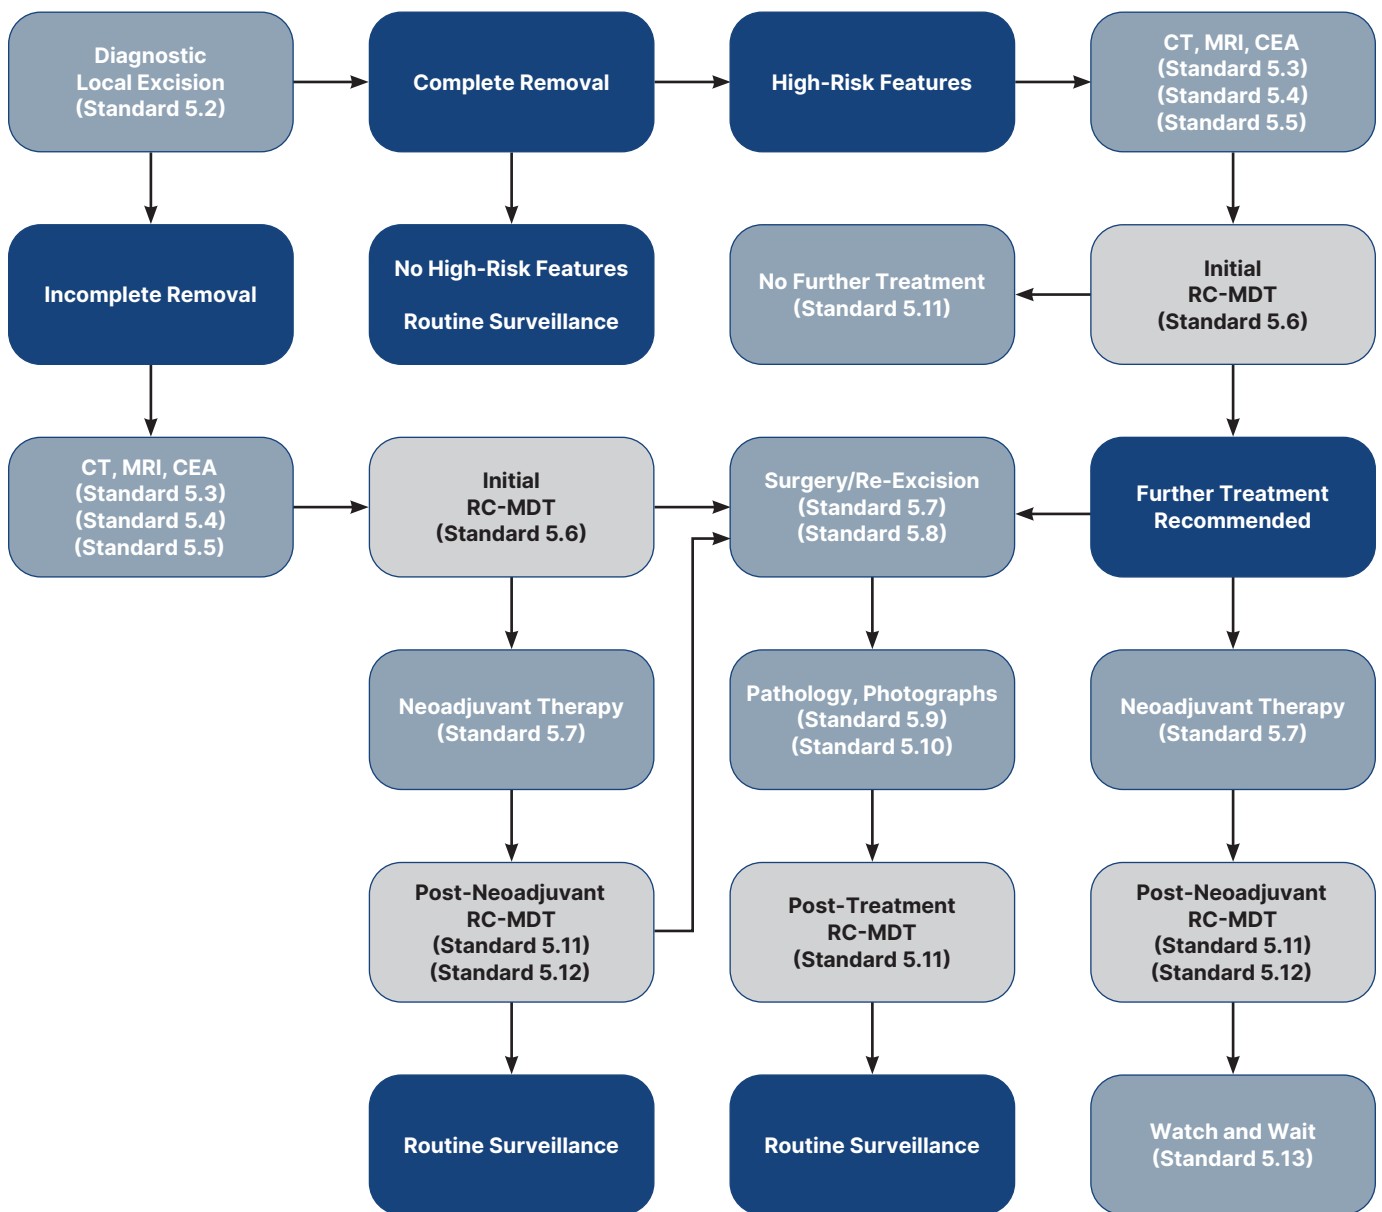 Diagnostic
Local Excision
(Standard 5.2)
Complete Removal
High-Risk Features
CT, MRI, CEA
(Standard 5.3)
(Standard 5.4)
(Standard 5.5)
Incomplete Removal
No High-Risk Features
Routine Surveillance
No Further Treatment
(Standard 5.11)
Initial
RC-MDT
(Standard 5.6)
CT, MRI, CEA
(Standard 5.3)
(Standard 5.4)
(Standard 5.5)
Initial
RC-MDT
(Standard 5.6)
Surgery/Re-Excision
(Standard 5.7)
(Standard 5.8)
Further Treatment
Recommended
Neoadjuvant Therapy
(Standard 5.7)
Pathology, Photographs
(Standard 5.9)
(Standard 5.10)
Neoadjuvant Therapy
(Standard 5.7)
Post-Neoadjuvant
RC-MDT
(Standard 5.11)
(Standard 5.12)
Post-Treatment
RC-MDT
(Standard 5.11)
Post-Neoadjuvant
RC-MDT
(Standard 5.11)
(Standard 5.12)
Routine Surveillance
Routine Surveillance
Watch and Wait
(Standard 5.13)